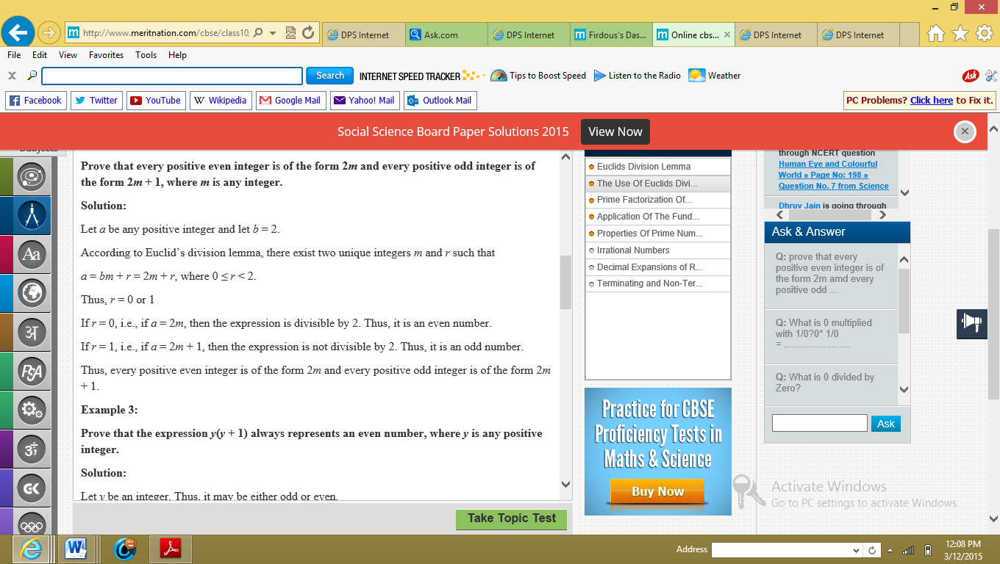 http://www.meritnation.com/cbse/class10
DPS Internet
Ask.com
DPS Internet
Firdous's Das...
Online cbs...
DPS Internet
DPS Internet
File Edit View Favorites Tools Help
Search
INTERNET SPEED TRACKER
Tips to Boost Speed
Listen to the Radio
Weather
Ask
Facebook
Twitter
YouTube
W Wikipedia
Google Mail
Yahoo! Mail
Outlook Mail
PC Problems? Click here to Fix it.
Social Science Board Paper Solutions 2015
View Now
Subjects
Aa
अ
F&A
ॐ
GK
Prove that every positive even integer is of the form 2m and every positive odd integer is of
the form 2m + 1, where m is any integer.
Solution:
Let a be any positive integer and let b = 2.
According to Euclid's division lemma, there exist two unique integers m and r such that
a = bm + r = 2m + r, where 0 ≤ r < 2.
Thus, r = 0 or 1
If r = 0, i.e., if a = 2m, then the expression is divisible by 2. Thus, it is an even number.
If r = 1, i.e., if a = 2m + 1, then the expression is not divisible by 2. Thus, it is an odd number.
Thus, every positive even integer is of the form 2m and every positive odd integer is of the form 2m
+ 1.
Example 3:
Prove that the expression y(y + 1) always represents an even number, where y is any positive
integer.
Solution:
Let y be an integer. Thus, it may be either odd or even.
Take Topic Test
Euclids Division Lemma
The Use Of Euclids Divi...
Prime Factorization Of...
Application Of The Fund...
Properties Of Prime Num...
Irrational Numbers
Decimal Expansions of R...
Terminating and Non-Ter...
Practice for CBSE
Proficiency Tests in
Maths & Science
Buy Now
through NCERT question
Human Eye and Colourful
World » Page No: 198 »
Question No. 7 from Science
Dhruv Jain is going through
Ask & Answer
Q: prove that every
positive even integer is of
the form 2m amd every
positive odd ...
Q: What is 0 multiplied
with 1/0?0* 1/0
= ........................
Q: What is 0 divided by
Zero?
Ask
Activate Windows
Go to PC settings to activate Windows.
Address
12:08 PM
3/12/2015